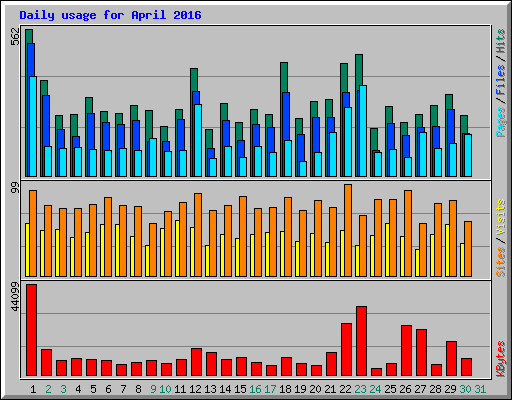 Daily usage for April 2016
562
Pages / Files / Hits
99
Sites / Visits
44099
KBytes
1 2 3 4 5 6 7 8 9 10 11 12 13 14 15 16 17 18 19 20 21 22 23 24 25 26 27 28 29 30 31